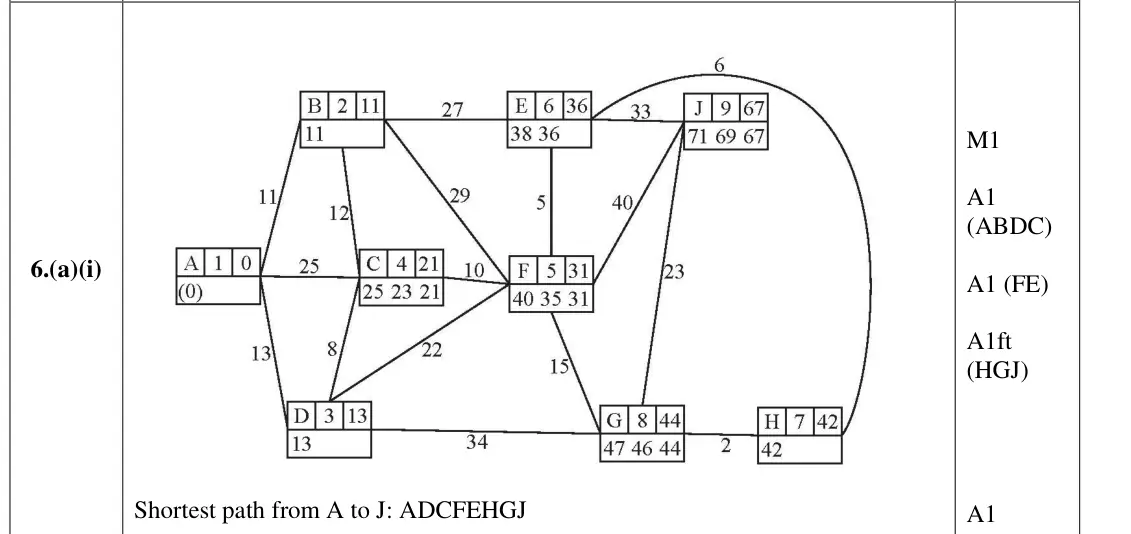 6
B 2 11
11
27
E 6 36
38 36
33
J 9 67
71 69 67
M1
11
12
29
5
40
A1
(ABDC)
6.(a)(i)
A 1 0
(0)
25
C 4 21
25 23 21
10
F 5 31
40 35 31
23
A1 (FE)
13
8
22
15
A1ft
(HGJ)
D 3 13
13
34
G 8 44
47 46 44
2
H 7 42
42
Shortest path from A to J: ADCFEHGJ
A1